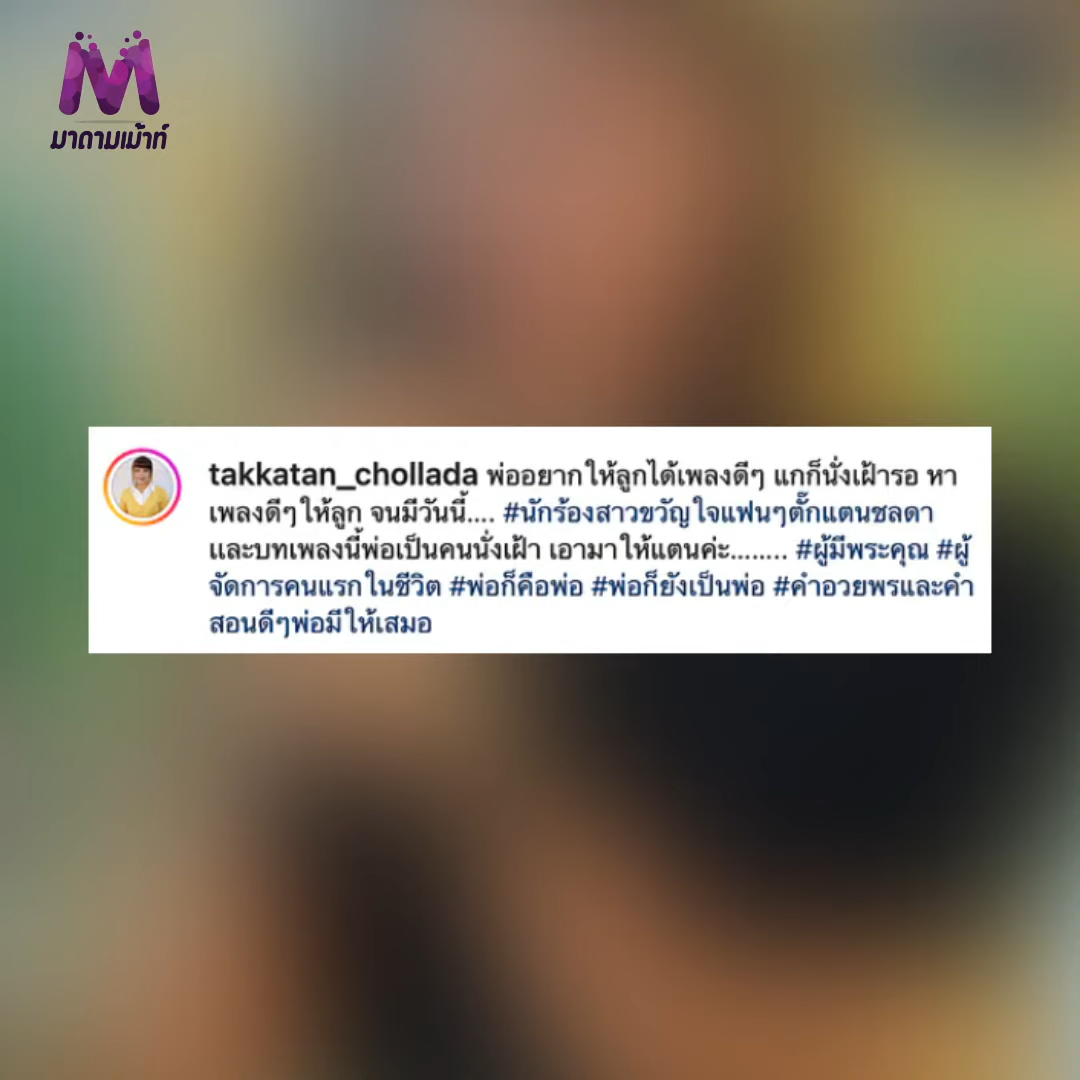 M
มาดามเม้าท์
takkatan_chollada พ่ออยากให้ลูกได้เพลงดีๆ แกก็นั่งเฝ้ารอ หา
เพลงดีๆให้ลูก จนมีวันนี้.... #นักร้องสาวขวัญใจแฟนๆตั๊กแตนชลดา
และบทเพลงนี้พ่อเป็นคนนั่งเฝ้า เอามาให้แตนค่ะ........ #ผู้มีพระคุณ #ผู้
จัดการคนแรกในชีวิต #พ่อก็คือพ่อ #พ่อก็ยังเป็นพ่อ #คำอวยพรและคำ
สอนดีๆพ่อมีให้เสมอ